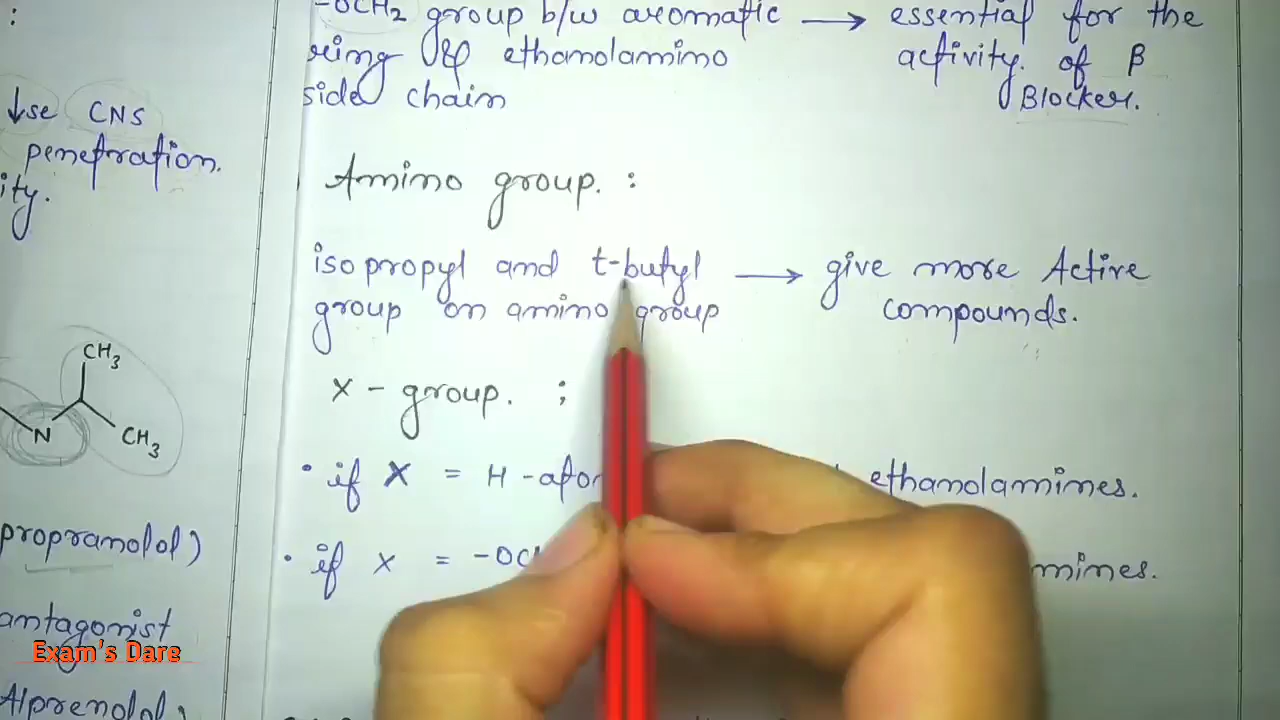 :
↓se CNS
penetration.
ity.
CH3
N
CH3
propranolol)
antagonist
Exam's Dare
Alprenolol,
-OCH2 group b/w aromatic → essential for the
ring & ethanolamino activity. of β
side chain Blocker.
Amino group. :
isopropyl and t-butyl → give more Active
group on amino group compounds.
X - group. ;
• if X = H - ethanolamines.
• if X = -OCH mines.